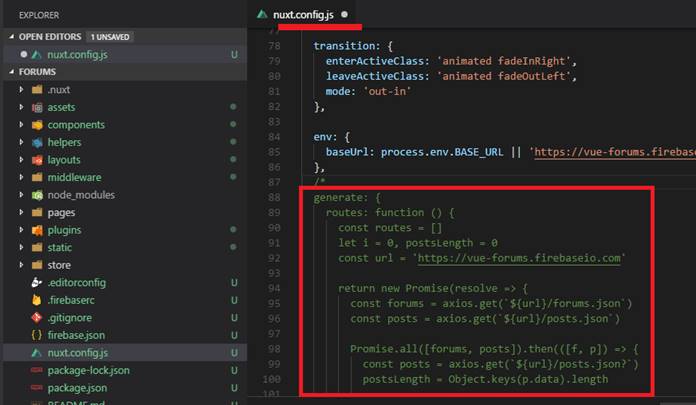 EXPLORER
OPEN EDITORS 1 UNSAVED
nuxt.config.js U
FORUMS
.nuxt
assets
components
helpers
layouts
middleware
node_modules
pages
plugins
static
store
.editorconfig U
.firebaserc U
.gitignore U
firebase.json U
nuxt.config.js U
package-lock.json U
package.json U
README.md
nuxt.config.js
77
78 transition: {
79 enterActiveClass: 'animated fadeInRight',
80 leaveActiveClass: 'animated fadeOutLeft',
81 mode: 'out-in'
82 },
83
84 env: {
85 baseUrl: process.env.BASE_URL || 'https://vue-forums.fireba
86 },
87 /*
88 generate: {
89 routes: function () {
90 const routes = []
91 let i = 0, postsLength = 0
92 const url = 'https://vue-forums.firebaseio.com'
93
94 return new Promise(resolve => {
95 const forums = axios.get(`${url}/forums.json`)
96 const posts = axios.get(`${url}/posts.json`)
97
98 Promise.all([forums, posts]).then(([f, p]) => {
99 const posts = axios.get(`${url}/posts.json?`)
100 postsLength = Object.keys(p.data).length
101